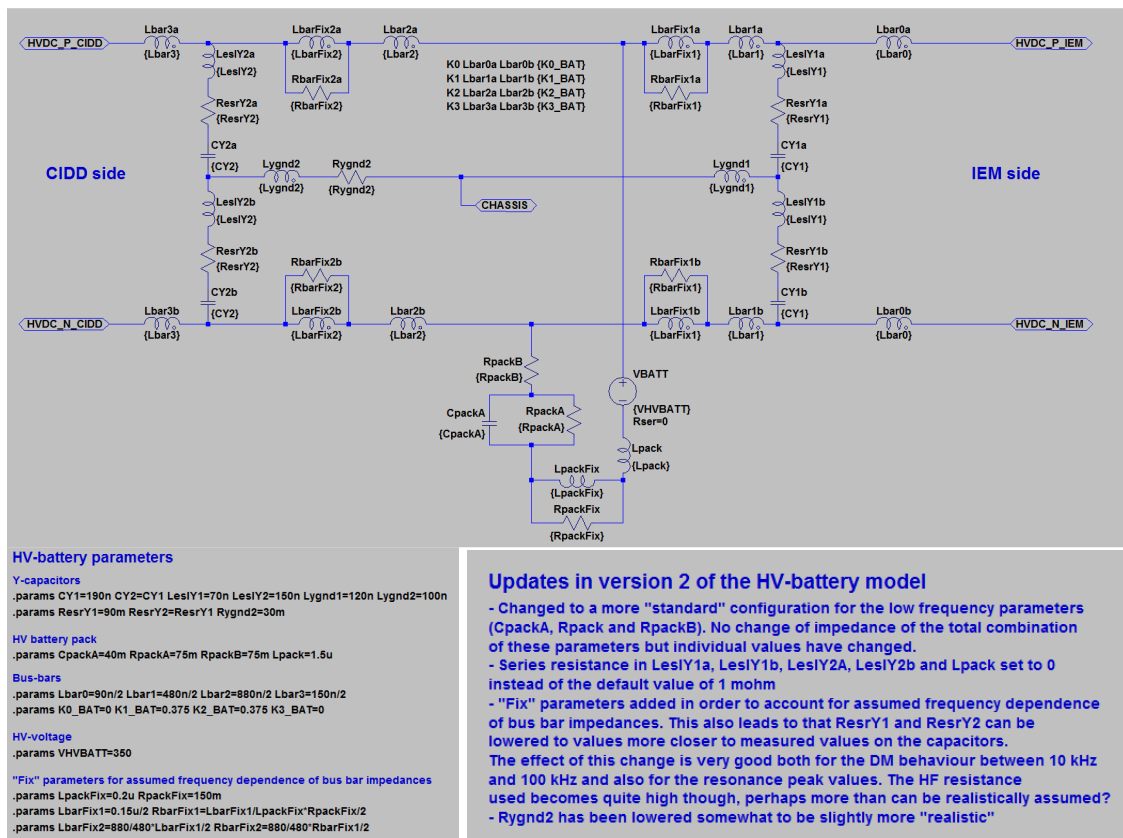 Lbar3a
LbarFix2a
Lbar2a
LbarFix1a
Lbar1a
Lbar0a
HVDC_P_CIDD
HVDC_P_IEM
{Lbar3}
LeslY2a
{LbarFix2}
{Lbar2}
{LbarFix1}
{Lbar1}
LeslY1a
{Lbar0}
{LeslY2}
{LeslY1}
K0 Lbar0a Lbar0b {K0_BAT}
K1 Lbar1a Lbar1b {K1_BAT}
K2 Lbar2a Lbar2b {K2_BAT}
K3 Lbar3a Lbar3b {K3_BAT}
RbarFix2a
{RbarFix2}
RbarFix1a
{RbarFix1}
ResrY2a
{ResrY2}
ResrY1a
{ResrY1}
CY2a
{CY2}
CY1a
{CY1}
CIDD side
Lygnd2
{Lygnd2}
Rygnd2
{Rygnd2}
Lygnd1
{Lygnd1}
IEM side
CHASSIS
LeslY2b
{LeslY2}
LeslY1b
{LeslY1}
ResrY2b
{ResrY2}
RbarFix2b
{RbarFix2}
RbarFix1b
{RbarFix1}
ResrY1b
{ResrY1}
CY2b
{CY2}
CY1b
{CY1}
Lbar3b
LbarFix2b
Lbar2b
LbarFix1b
Lbar1b
Lbar0b
HVDC_N_CIDD
HVDC_N_IEM
{Lbar3}
{LbarFix2}
{Lbar2}
{LbarFix1}
{Lbar1}
{Lbar0}
RpackB
{RpackB}
VBATT
{VHVBATT}
Rser=0
CpackA
{CpackA}
RpackA
{RpackA}
Lpack
{Lpack}
LpackFix
{LpackFix}
RpackFix
{RpackFix}
HV-battery parameters
Y-capacitors
.params CY1=190n CY2=CY1 LeslY1=70n LeslY2=150n Lygnd1=120n Lygnd2=100n
.params ResrY1=90m ResrY2=ResrY1 Rygnd2=30m
HV battery pack
.params CpackA=40m RpackA=75m RpackB=75m Lpack=1.5u
Bus-bars
.params Lbar0=90n/2 Lbar1=480n/2 Lbar2=880n/2 Lbar3=150n/2
.params K0_BAT=0 K1_BAT=0.375 K2_BAT=0.375 K3_BAT=0
HV-voltage
.params VHVBATT=350
"Fix" parameters for assumed frequency dependence of bus bar impedances
.params LpackFix=0.2u RpackFix=150m
.params LbarFix1=0.15u/2 RbarFix1=LbarFix1/LpackFix*RpackFix/2
.params LbarFix2=880/480*LbarFix1/2 RbarFix2=880/480*RbarFix1/2
Updates in version 2 of the HV-battery model
- Changed to a more "standard" configuration for the low frequency parameters
(CpackA, Rpack and RpackB). No change of impedance of the total combination
of these parameters but individual values have changed.
- Series resistance in LeslY1a, LeslY1b, LeslY2A, LeslY2b and Lpack set to 0
instead of the default value of 1 mohm
- "Fix" parameters added in order to account for assumed frequency dependence
of bus bar impedances. This also leads to that ResrY1 and ResrY2 can be
lowered to values more closer to measured values on the capacitors.
The effect of this change is very good both for the DM behaviour between 10 kHz
and 100 kHz and also for the resonance peak values. The HF resistance
used becomes quite high though, perhaps more than can be realistically assumed?
- Rygnd2 has been lowered somewhat to be slightly more "realistic"